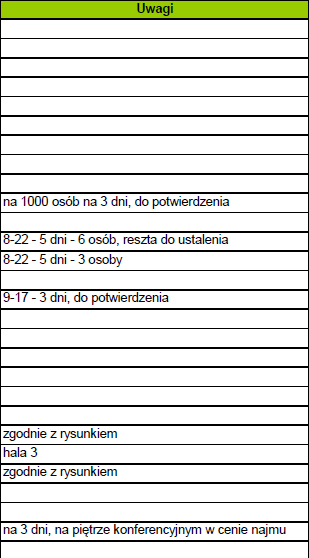 Uwagi
na 1000 osób na 3 dni, do potwierdzenia
8-22 - 5 dni - 6 osób, reszta do ustalenia
8-22 - 5 dni - 3 osoby
9-17 - 3 dni, do potwierdzenia
zgodnie z rysunkiem
hala 3
zgodnie z rysunkiem
na 3 dni, na piętrze konferencyjnym w cenie najmu